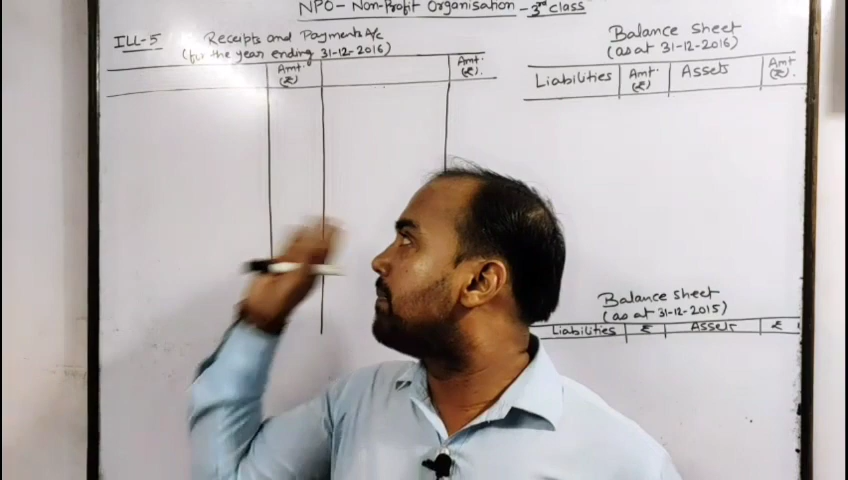 NPO - Non-Profit Organisation - 3rd class
ILL-5 Receipts and Payments A/c
(for the year ending 31-12-2016)
Amt. (₹)
Amt. (₹).
Balance sheet
(as at 31-12-2016)
Liabilities Amt. (₹) Assets Amt. (₹).
Balance sheet
(as at 31-12-2015)
Liabilities ₹ Assets ₹